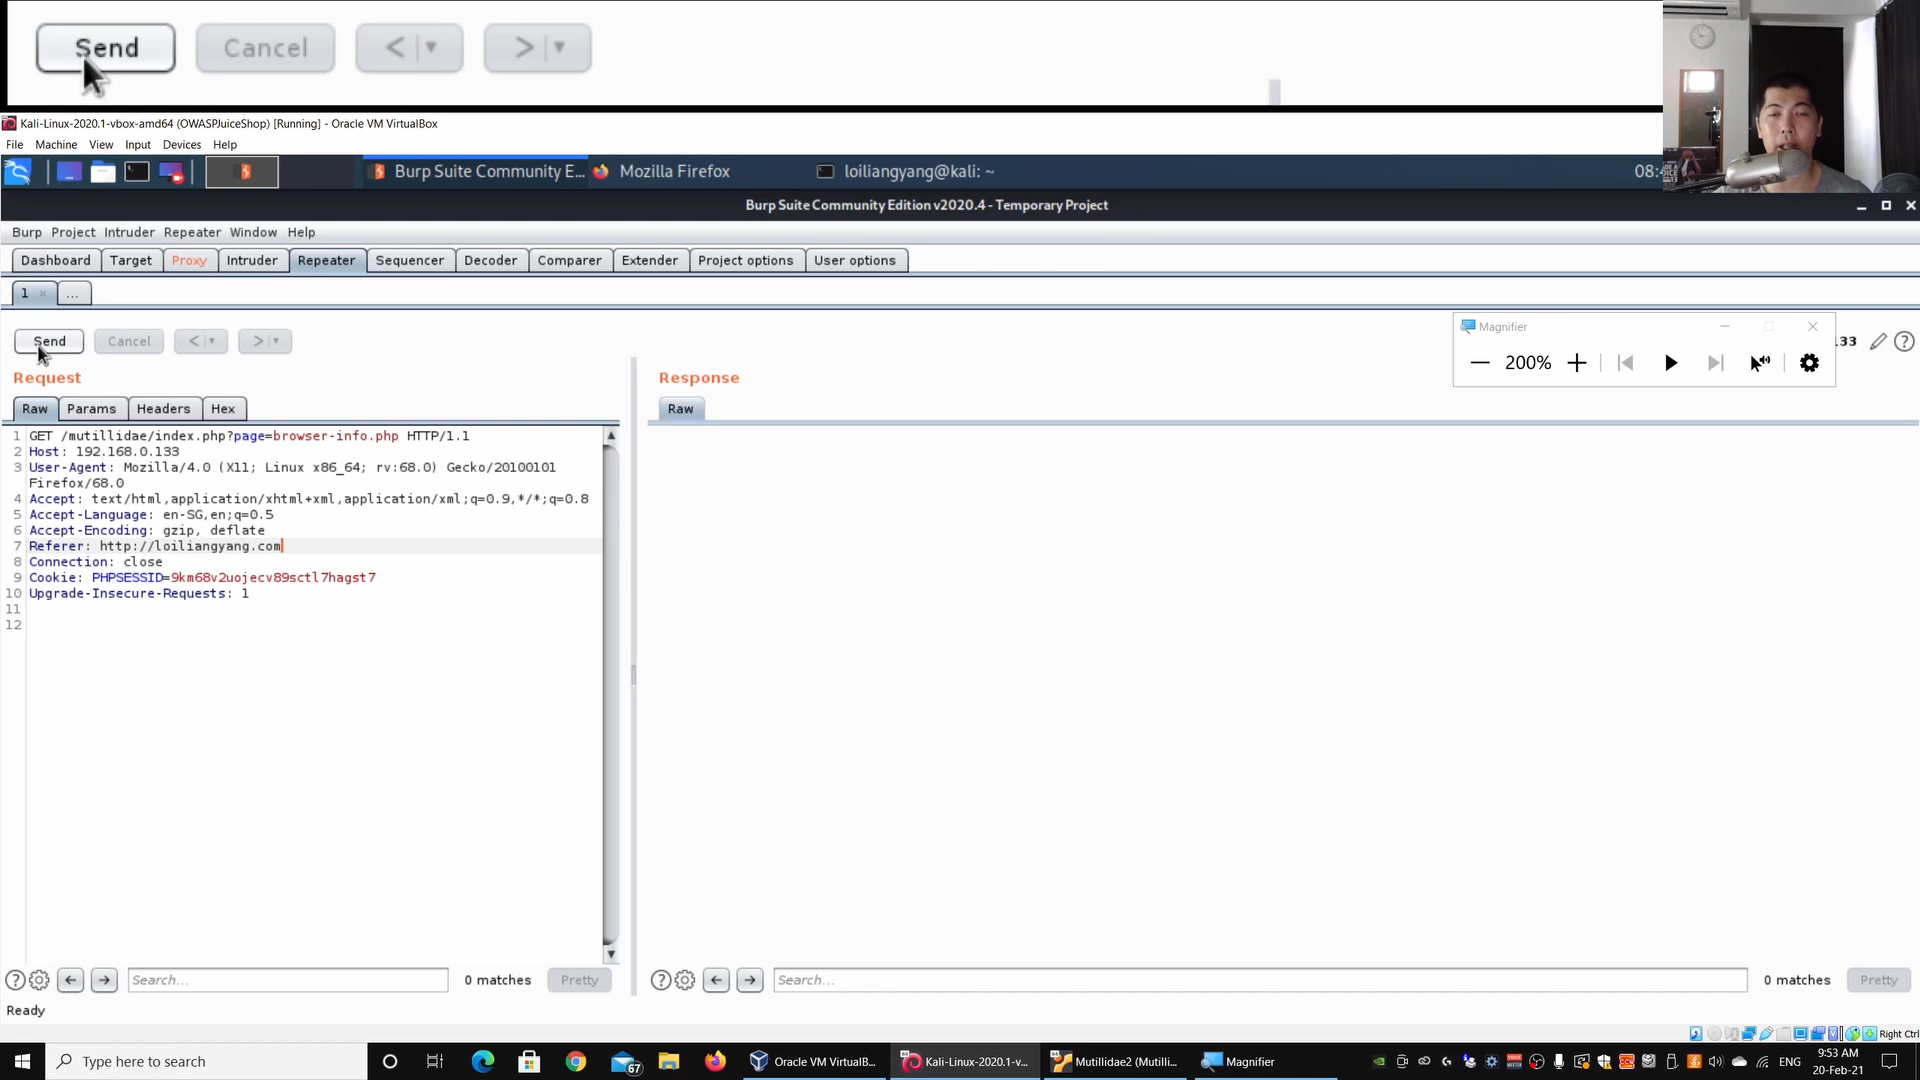 Send Cancel < >
Kali-Linux-2020.1-vbox-amd64 (OWASPJuiceShop) [Running] - Oracle VM VirtualBox
File Machine View Input Devices Help
Burp Suite Community E... Mozilla Firefox loiliangyang@kali: ~
Burp Suite Community Edition v2020.4 - Temporary Project
Burp Project Intruder Repeater Window Help
Dashboard Target Proxy Intruder Repeater Sequencer Decoder Comparer Extender Project options User options
1 × ...
Magnifier
Send Cancel < >
.33
200%
Request
Response
Raw Params Headers Hex
Raw
1 GET /mutillidae/index.php?page=browser-info.php HTTP/1.1
2 Host: 192.168.0.133
3 User-Agent: Mozilla/4.0 (X11; Linux x86_64; rv:68.0) Gecko/20100101
Firefox/68.0
4 Accept: text/html,application/xhtml+xml,application/xml;q=0.9,*/*;q=0.8
5 Accept-Language: en-SG,en;q=0.5
6 Accept-Encoding: gzip, deflate
7 Referer: http://loiliangyang.com
8 Connection: close
9 Cookie: PHPSESSID=9km68v2uojecv89sctl7hagst7
10 Upgrade-Insecure-Requests: 1
11
12
Search... 0 matches Pretty
Search... 0 matches Pretty
Ready
Right Ctrl
Type here to search
67
Oracle VM VirtualB...
Kali-Linux-2020.1-v...
Mutillidae2 (Mutilli...
Magnifier
ENG
9:53 AM
20-Feb-21